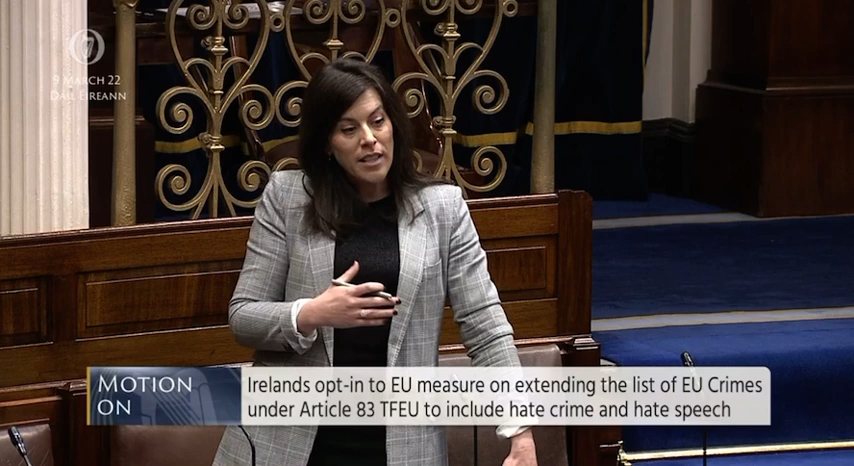 9 MARCH 22
DÁIL ÉIREANN
MOTION
ON
Irelands opt-in to EU measure on extending the list of EU Crimes
under Article 83 TFEU to include hate crime and hate speech